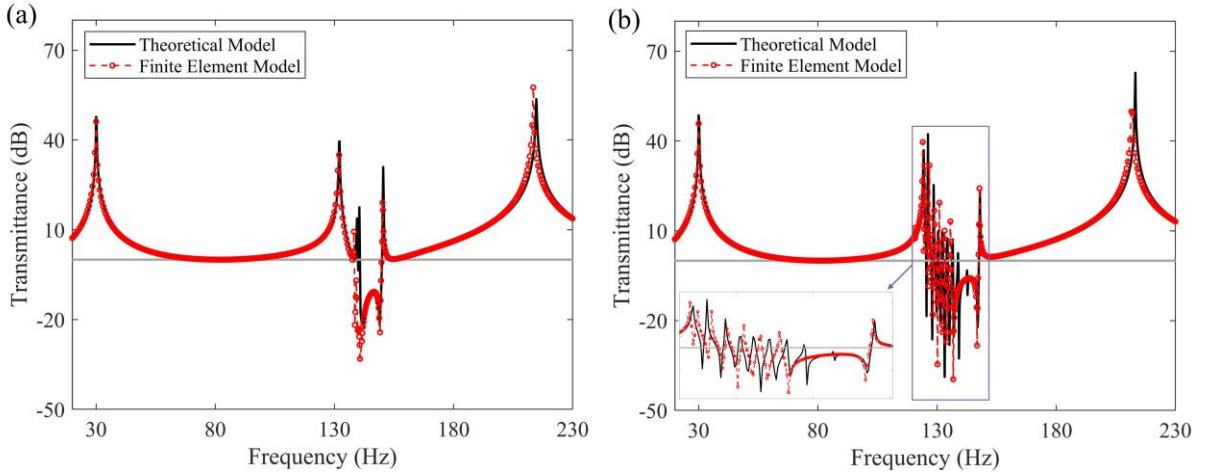 (a)
70
40
10
-20
-50
Transmittance (dB)
Theoretical Model
Finite Element Model
30
80
130
180
230
Frequency (Hz)
(b)
70
40
10
-20
-50
Transmittance (dB)
Theoretical Model
Finite Element Model
30
80
130
180
230
Frequency (Hz)